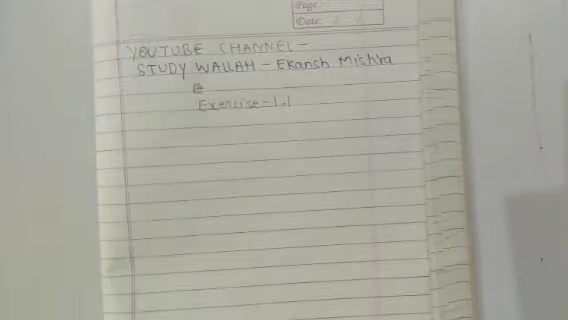 Page:
Date: / /
YOUTUBE CHANNEL -
STUDY WALLAH - Ekansh Mishra
Exercise - 1.1